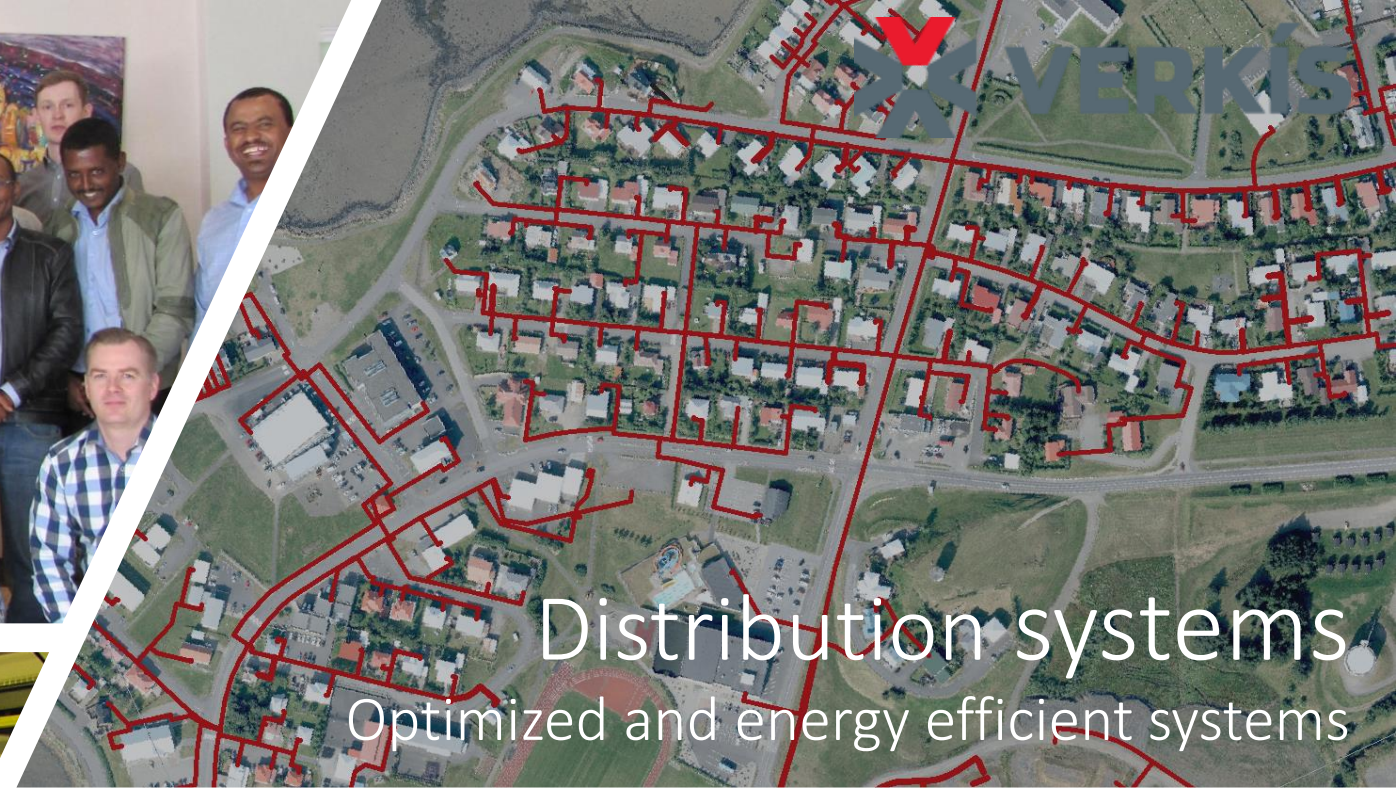 VERKÍS
Distribution systems
Optimized and energy efficient systems